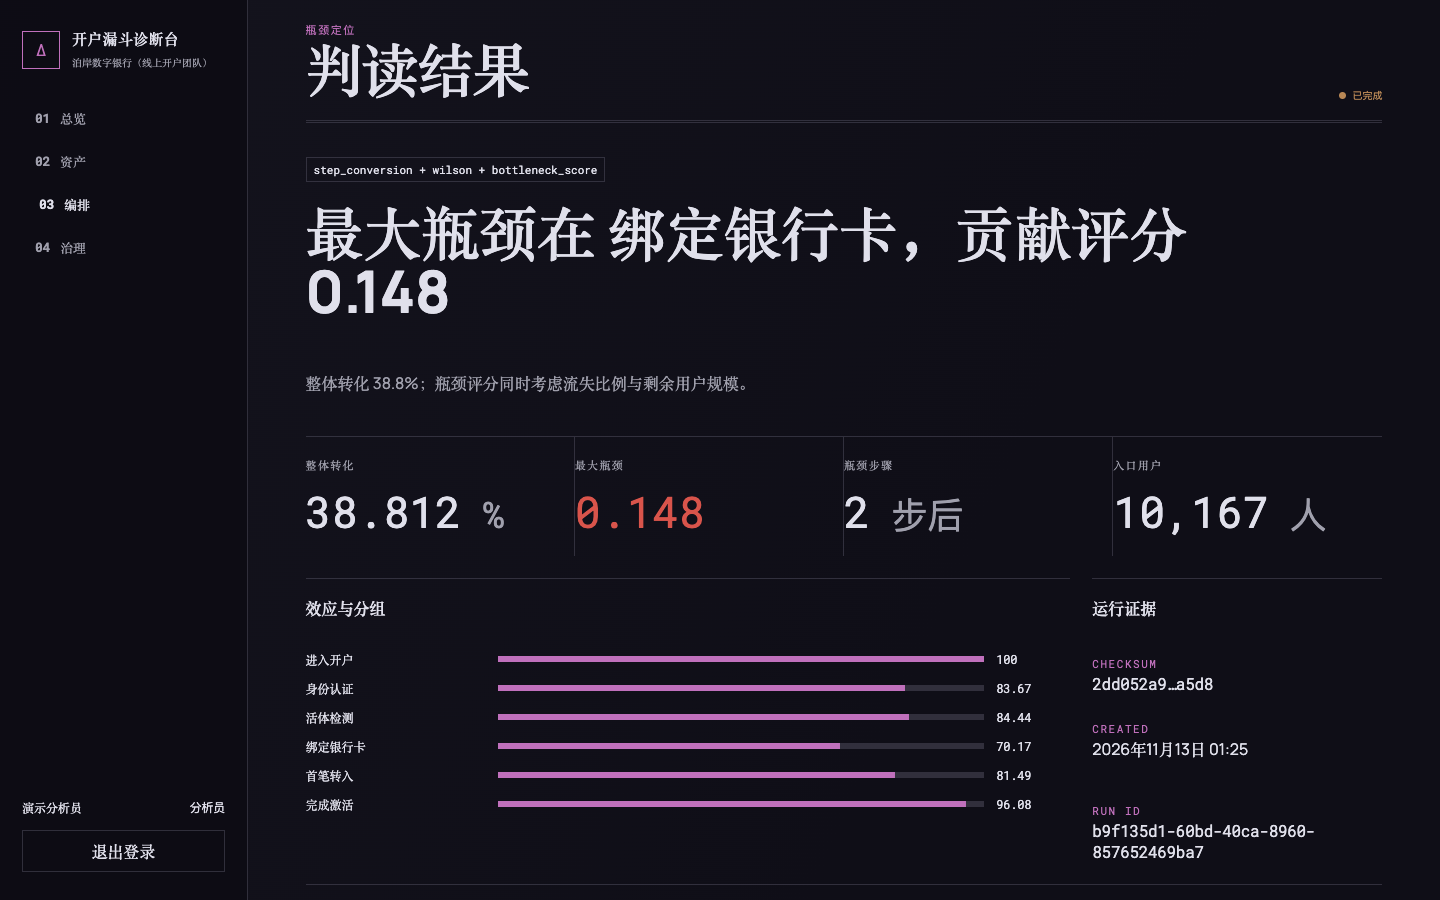 Δ
开户漏斗诊断台
泊岸数字银行（线上开户团队）
01 总览
02 资产
03 编排
04 治理
演示分析员 分析员
退出登录
瓶颈定位
判读结果
已完成
step_conversion + wilson + bottleneck_score
最大瓶颈在 绑定银行卡，贡献评分
0.148
整体转化 38.8%；瓶颈评分同时考虑流失比例与剩余用户规模。
整体转化
38.812 %
最大瓶颈
0.148
瓶颈步骤
2 步后
入口用户
10,167 人
效应与分组
进入开户 100
身份认证 83.67
活体检测 84.44
绑定银行卡 70.17
首笔转入 81.49
完成激活 96.08
运行证据
CHECKSUM
2dd052a9…a5d8
CREATED
2026年11月13日 01:25
RUN ID
b9f135d1-60bd-40ca-8960-
857652469ba7